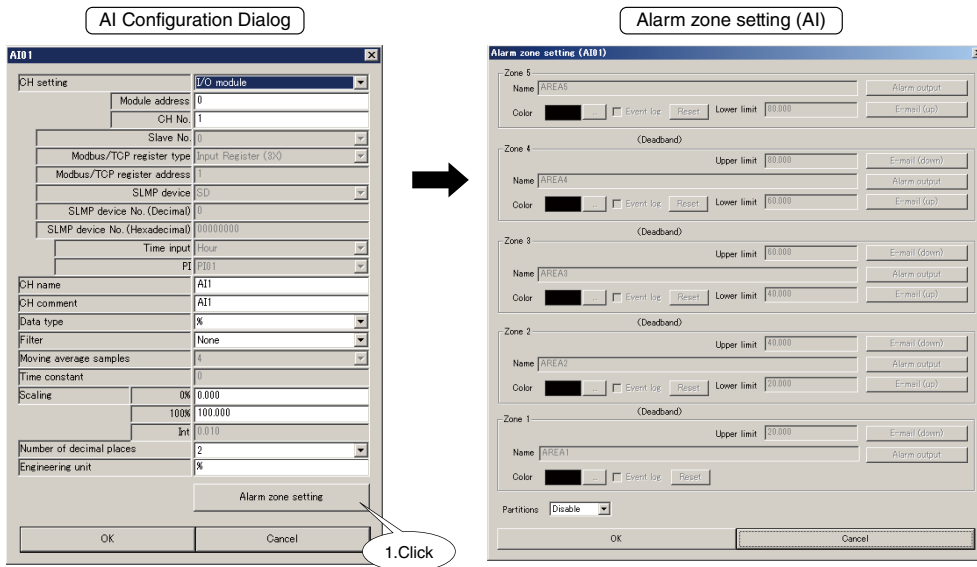 AI Configuration Dialog
AI01
CH setting I/O module
Module address 0
CH No. 1
Slave No. 0
Modbus/TCP register type Input Register (3X)
Modbus/TCP register address 1
SLMP device SD
SLMP device No. (Decimal) 0
SLMP device No. (Hexadecimal) 00000000
Time input Hour
PI PI01
CH name AI1
CH comment AI1
Data type %
Filter None
Moving average samples 4
Time constant 0
Scaling 0% 0.000
100% 100.000
Int 0.010
Number of decimal places 2
Engineering unit %
Alarm zone setting
OK Cancel
1.Click
Alarm zone setting (AI)
Alarm zone setting (AI01)
Zone 5
Name AREA5 Alarm output
Color ... Event log Reset Lower limit 80.000 E-mail (up)
(Deadband)
Zone 4
Upper limit 80.000 E-mail (down)
Name AREA4 Alarm output
Color ... Event log Reset Lower limit 60.000 E-mail (up)
(Deadband)
Zone 3
Upper limit 60.000 E-mail (down)
Name AREA3 Alarm output
Color ... Event log Reset Lower limit 40.000 E-mail (up)
(Deadband)
Zone 2
Upper limit 40.000 E-mail (down)
Name AREA2 Alarm output
Color ... Event log Reset Lower limit 20.000 E-mail (up)
(Deadband)
Zone 1
Upper limit 20.000 E-mail (down)
Name AREA1 Alarm output
Color ... Event log Reset
Partitions Disable
OK Cancel